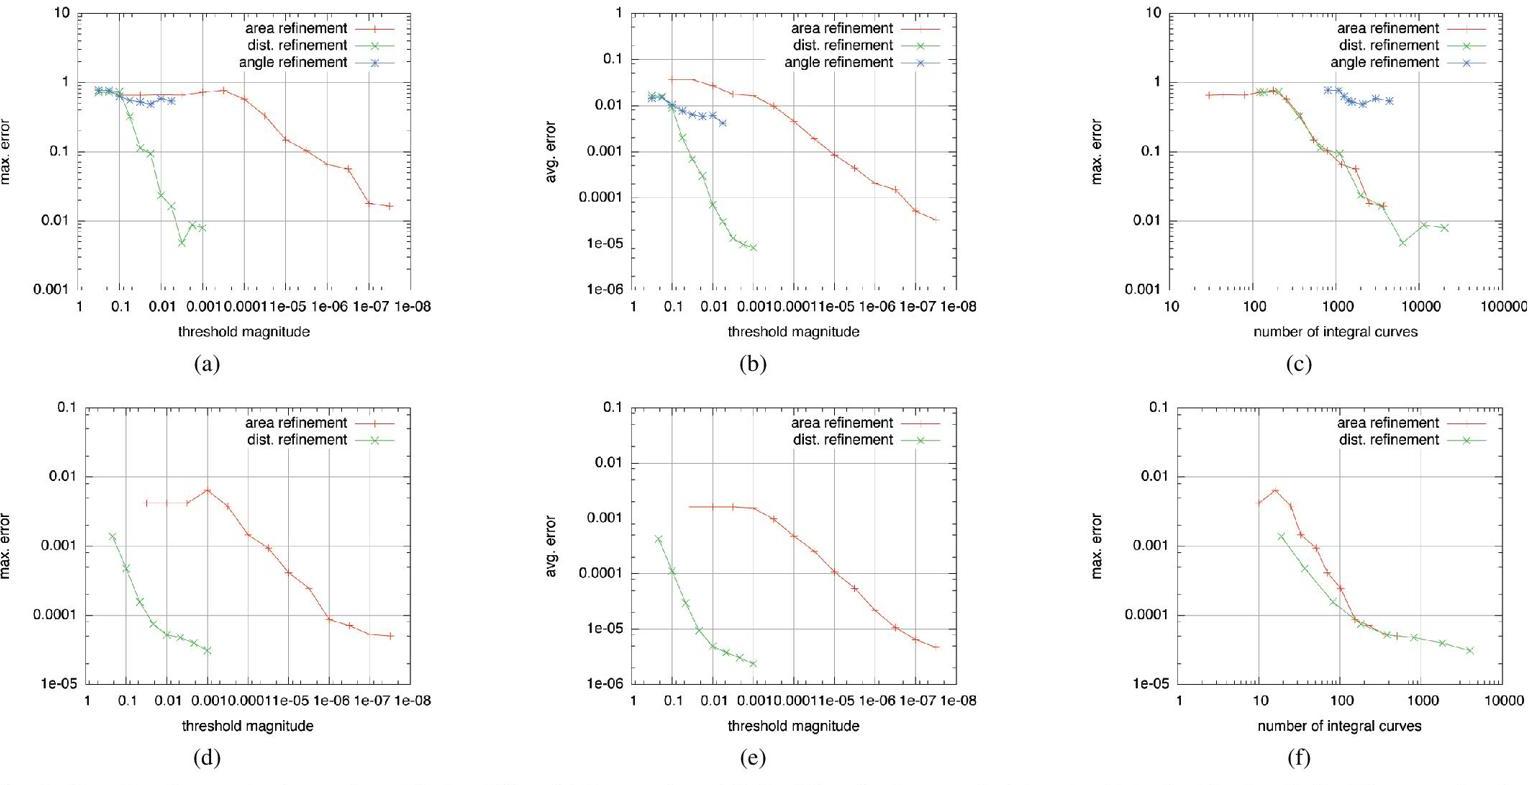 10
1
0.1
0.01
0.001
max. error
area refinement
dist. refinement
angle refinement
1 0.1 0.01 0.001 0.0001 1e-05 1e-06 1e-07 1e-08
threshold magnitude
(a)
1
0.1
0.01
0.001
0.0001
1e-05
1e-06
avg. error
area refinement
dist. refinement
angle refinement
1 0.1 0.01 0.001 0.0001 1e-05 1e-06 1e-07 1e-08
threshold magnitude
(b)
10
1
0.1
0.01
0.001
max. error
area refinement
dist. refinement
angle refinement
10 100 1000 10000 100000
number of integral curves
(c)
0.1
0.01
0.001
0.0001
1e-05
max. error
area refinement
dist. refinement
1 0.1 0.01 0.001 0.0001 1e-05 1e-06 1e-07 1e-08
threshold magnitude
(d)
0.1
0.01
0.001
0.0001
1e-05
1e-06
avg. error
area refinement
dist. refinement
1 0.1 0.01 0.001 0.0001 1e-05 1e-06 1e-07 1e-08
threshold magnitude
(e)
0.1
0.01
0.001
0.0001
1e-05
max. error
area refinement
dist. refinement
1 10 100 1000 10000
number of integral curves
(f)